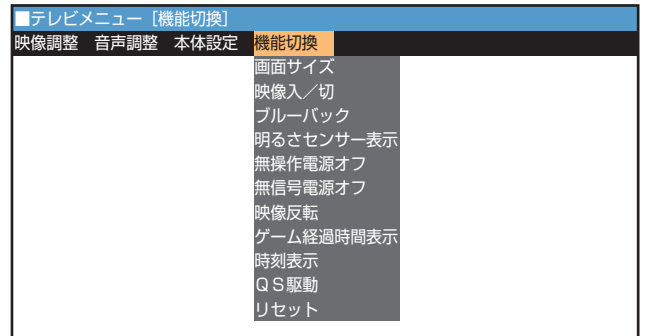 ■テレビメニュー［機能切換］
映像調整 音声調整 本体設定 機能切換
画面サイズ
映像入／切
ブルーバック
明るさセンサー表示
無操作電源オフ
無信号電源オフ
映像反転
ゲーム経過時間表示
時刻表示
ＱＳ駆動
リセット